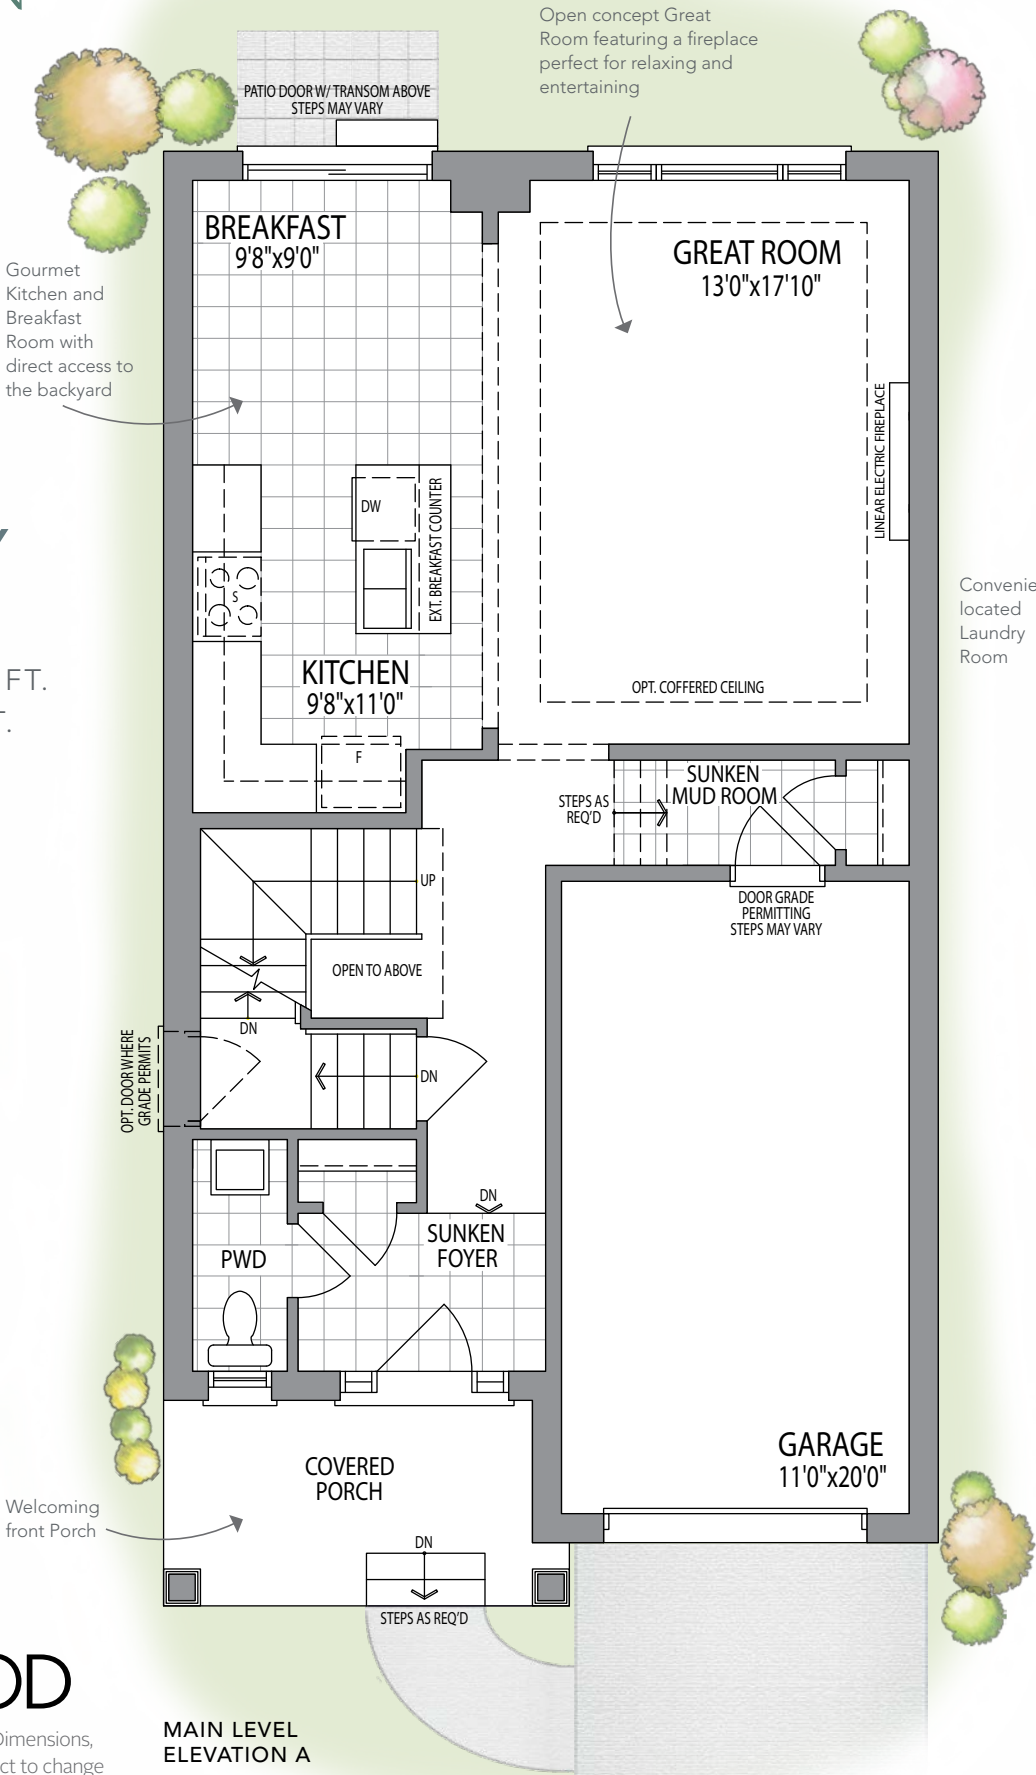 Open concept Great
Room featuring a fireplace
perfect for relaxing and
entertaining
PATIO DOOR W/ TRANSOM ABOVE
STEPS MAY VARY
BREAKFAST
9'8"x9'0"
GREAT ROOM
13'0"x17'10"
Gourmet
Kitchen and
Breakfast
Room with
direct access to
the backyard
LINEAR ELECTRIC FIREPLACE
DW
EXT. BREAKFAST COUNTER
S
located
Laundry
Room
KITCHEN
9'8"x11'0"
FT.
OPT. COFFERED CEILING
F
SUNKEN
MUD ROOM
STEPS AS
REQ'D
UP
DOOR GRADE
PERMITTING
STEPS MAY VARY
OPEN TO ABOVE
DN
OPT. DOOR WHERE
GRADE PERMITS
DN
DN
SUNKEN
FOYER
PWD
GARAGE
11'0"x20'0"
COVERED
PORCH
Welcoming
front Porch
DN
STEPS AS REQ'D
MAIN LEVEL
ELEVATION A
Dimensions,
to change